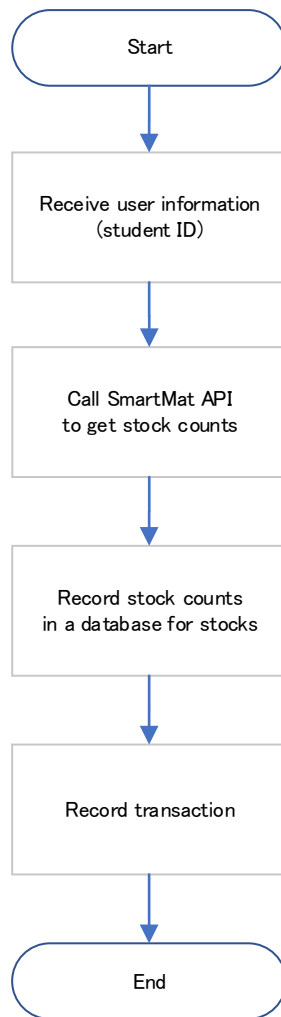 Start
Receive user information
(student ID)
Call SmartMat API
to get stock counts
Record stock counts
in a database for stocks
Record transaction
End